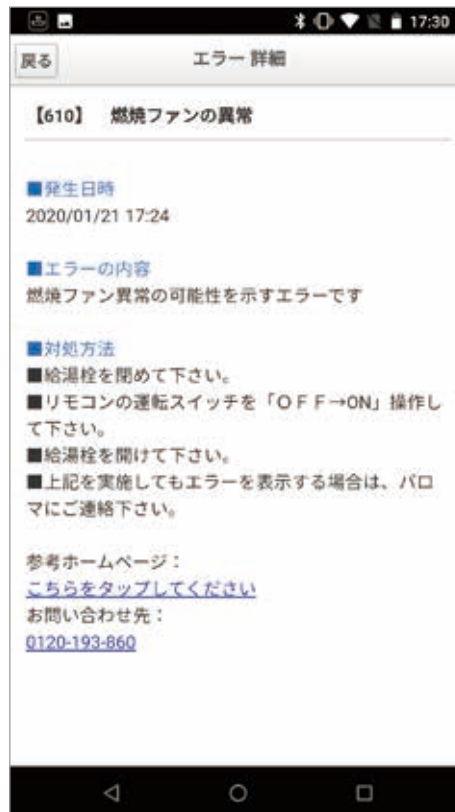 17:30
戻る
エラー 詳細
【610】　燃焼ファンの異常
■発生日時
2020/01/21 17:24
■エラーの内容
燃焼ファン異常の可能性を示すエラーです
■対処方法
■給湯栓を閉めて下さい。
■リモコンの運転スイッチを「ＯＦＦ→ON」操作し
て下さい。
■給湯栓を開けて下さい。
■上記を実施してもエラーを表示する場合は、パロ
マにご連絡下さい。
参考ホームページ：
こちらをタップしてください
お問い合わせ先：
0120-193-860